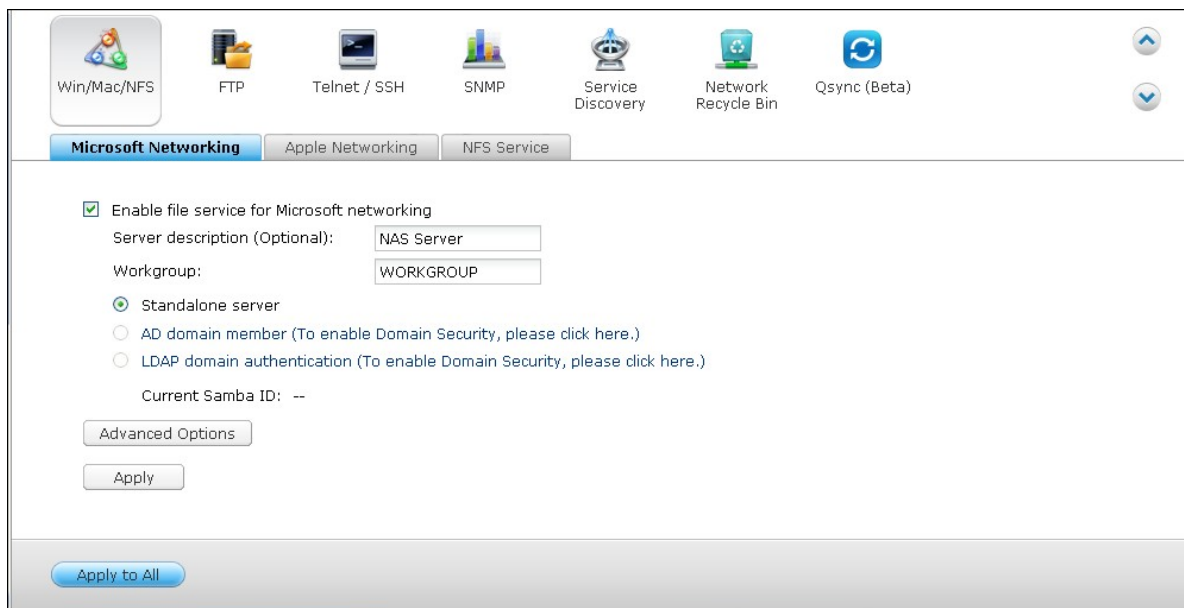 Win/Mac/NFS
FTP
Telnet / SSH
SNMP
Service
Discovery
Network
Recycle Bin
Qsync (Beta)
Microsoft Networking
Apple Networking
NFS Service
Enable file service for Microsoft networking
Server description (Optional): NAS Server
Workgroup: WORKGROUP
Standalone server
AD domain member (To enable Domain Security, please click here.)
LDAP domain authentication (To enable Domain Security, please click here.)
Current Samba ID: --
Advanced Options
Apply
Apply to All